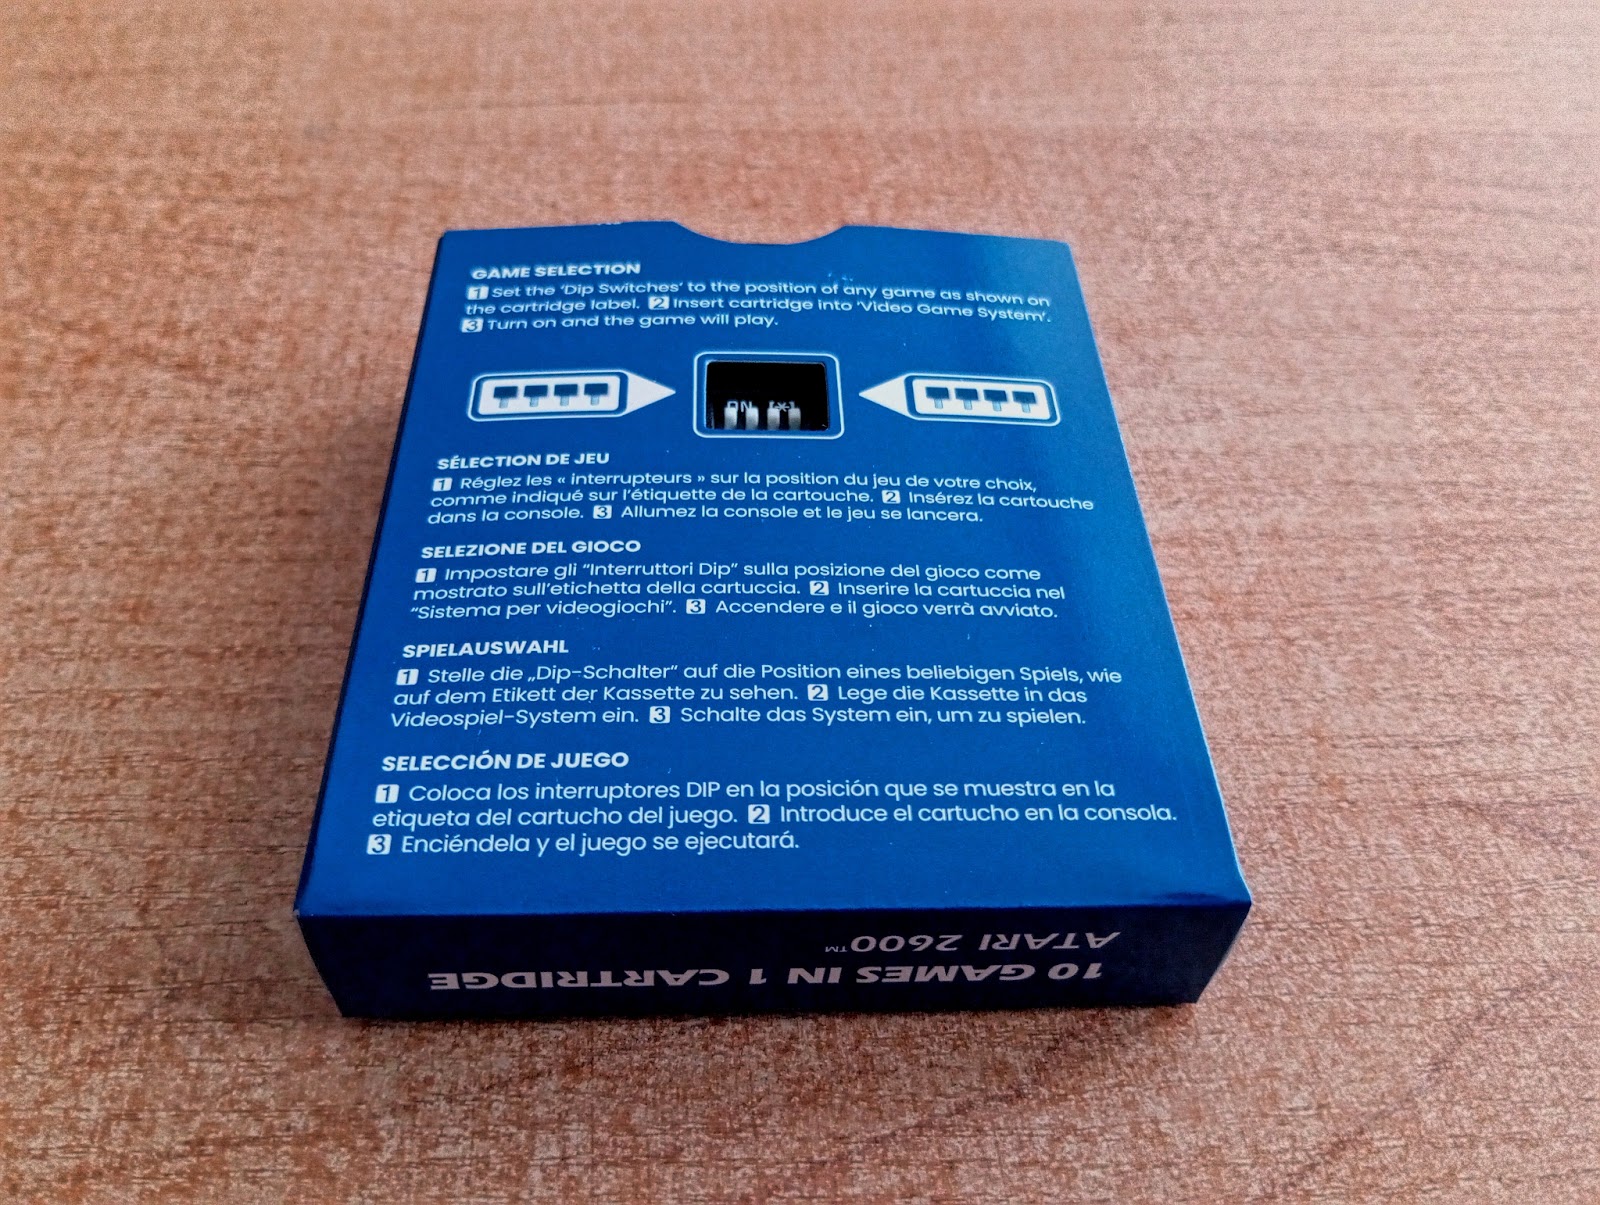 GAME SELECTION
1 Set the 'Dip Switches' to the position of any game as shown on
the cartridge label. 2 Insert cartridge into 'Video Game System'.
3 Turn on and the game will play.
ON
SÉLECTION DE JEU
1 Réglez les « interrupteurs » sur la position du jeu de votre choix,
comme indiqué sur l'étiquette de la cartouche. 2 Insérez la cartouche
dans la console. 3 Allumez la console et le jeu se lancera.
SELEZIONE DEL GIOCO
1 Impostare gli "Interruttori Dip" sulla posizione del gioco come
mostrato sull'etichetta della cartuccia. 2 Inserire la cartuccia nel
"Sistema per videogiochi". 3 Accendere e il gioco verrà avviato.
SPIELAUSWAHL
1 Stelle die „Dip-Schalter" auf die Position eines beliebigen Spiels, wie
auf dem Etikett der Kassette zu sehen. 2 Lege die Kassette in das
Videospiel-System ein. 3 Schalte das System ein, um zu spielen.
SELECCIÓN DE JUEGO
1 Coloca los interruptores DIP en la posición que se muestra en la
etiqueta del cartucho del juego. 2 Introduce el cartucho en la consola.
3 Enciéndela y el juego se ejecutará.
10 GAMES IN 1 CARTRIDGE
ATARI 2600™